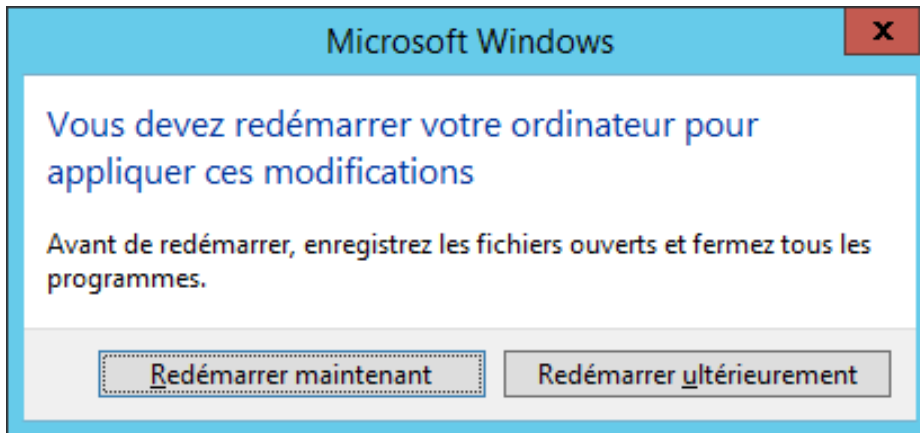 Microsoft Windows
x
Vous devez redémarrer votre ordinateur pour
appliquer ces modifications
Avant de redémarrer, enregistrez les fichiers ouverts et fermez tous les
programmes.
Redémarrer maintenant
Redémarrer ultérieurement